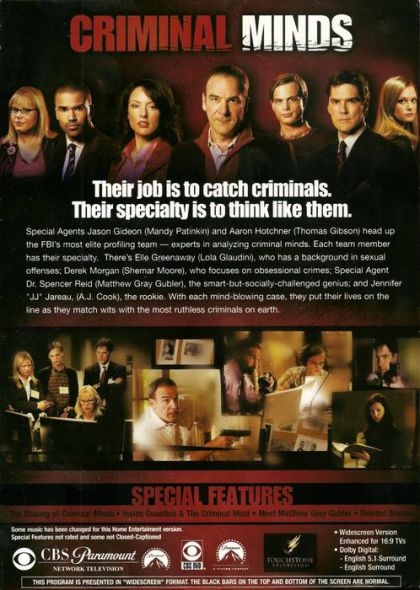 CRIMINAL MINDS
Their job is to catch criminals.
Their specialty is to think like them.
Special Agents Jason Gideon (Mandy Patinkin) and Aaron Hotchner (Thomas Gibson) head up
the FBI's most elite profiling team — experts in analyzing criminal minds. Each team member
has their specialty. There's Elle Greenaway (Lola Glaudini), who has a background in sexual
offenses; Derek Morgan (Shemar Moore), who focuses on obsessional crimes; Special Agent
Dr. Spencer Reid (Matthew Gray Gubler), the smart-but-socially-challenged genius; and Jennifer
"JJ" Jareau, (A.J. Cook), the rookie. With each mind-blowing case, they put their lives on the
line as they match wits with the most ruthless criminals on earth.
SPECIAL FEATURES
The Making of Criminal Minds • Inside Quantico & The Criminal Mind • Meet Matthew Gray Gubler • Deleted Scenes
Some music has been changed for this Home Entertainment version.
Special Features not rated and some not Closed-Captioned
CBS Paramount
NETWORK TELEVISION
CBS DVD
Paramount
TOUCHSTONE
TELEVISION
• Widescreen Version
Enhanced for 16:9 TVs
• Dolby Digital:
- English 5.1 Surround
- English Surround
THIS PROGRAM IS PRESENTED IN "WIDESCREEN" FORMAT. THE BLACK BARS ON THE TOP AND BOTTOM OF THE SCREEN ARE NORMAL.